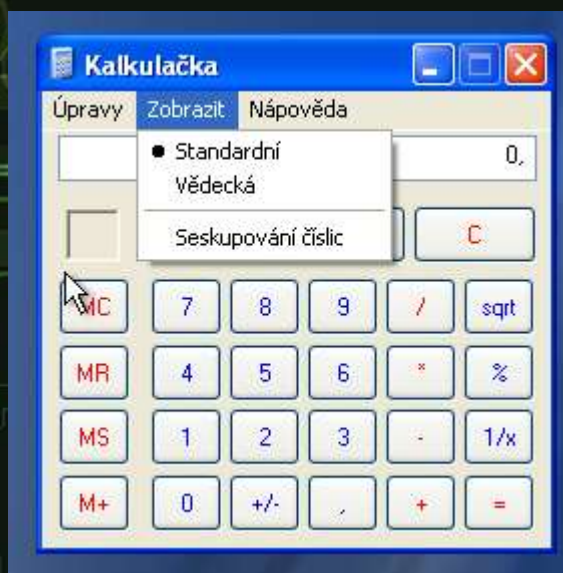 Kalkulačka
Úpravy Zobrazit Nápověda
0,
Standardní
Vědecká
Seskupování číslic
C
MC 7 8 9 / sqrt
MR 4 5 6 * %
MS 1 2 3 - 1/x
M+ 0 +/- , + =